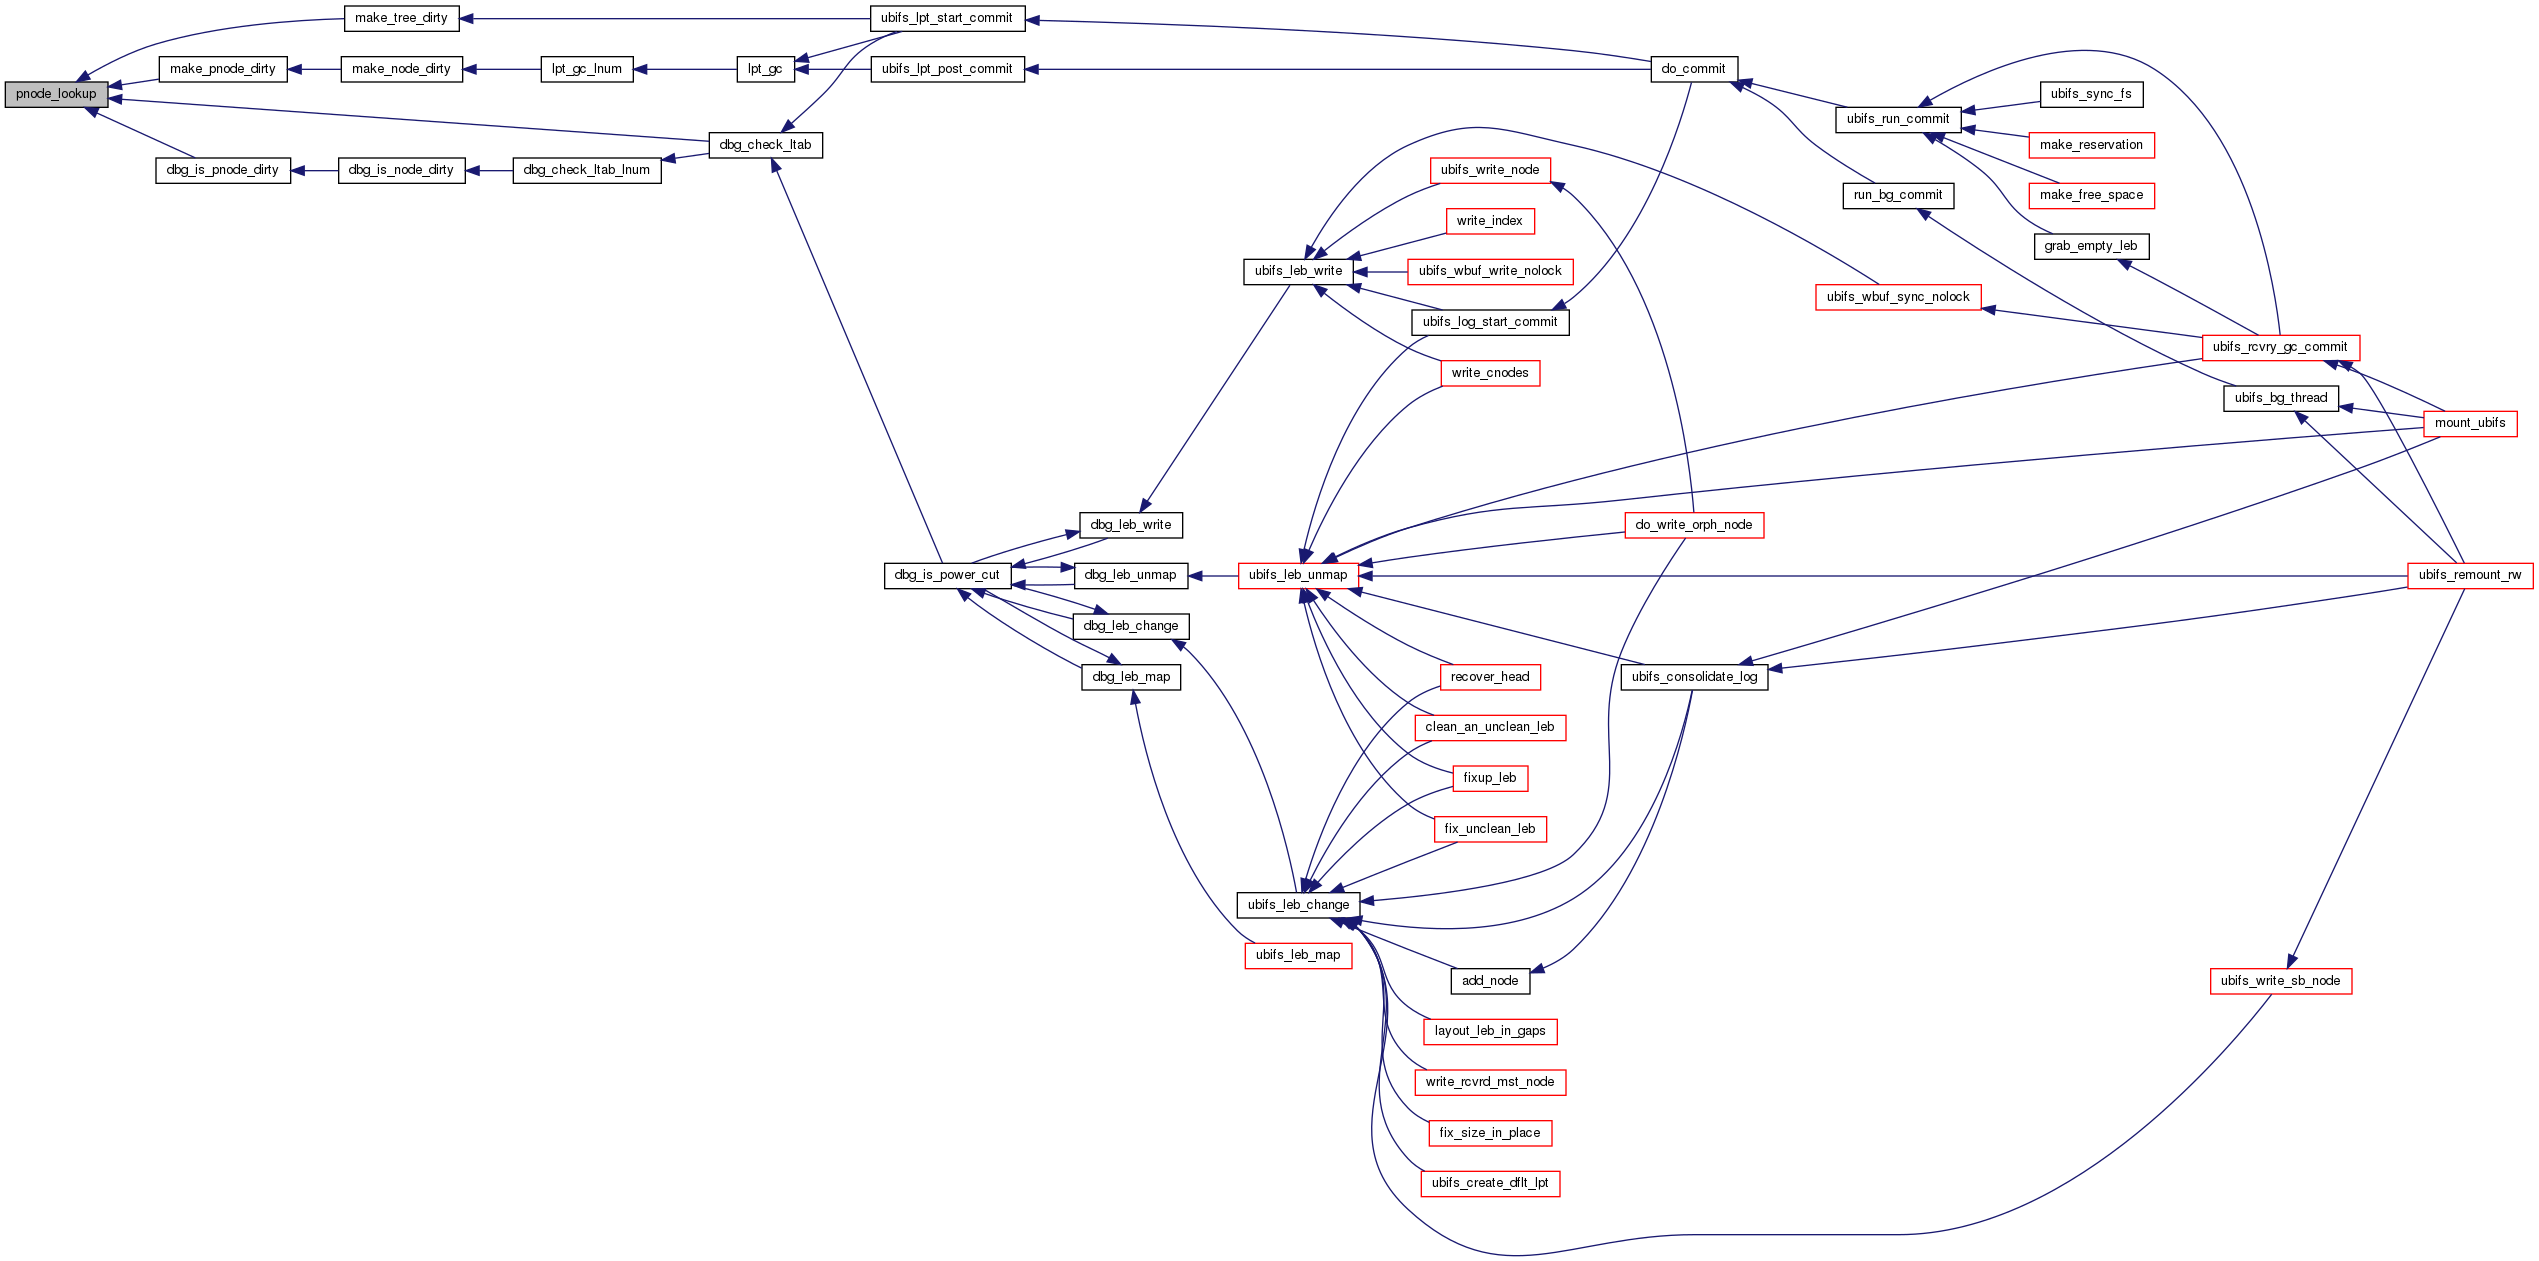 make_tree_dirty
ubifs_lpt_start_commit
make_pnode_dirty
make_node_dirty
lpt_gc_lnum
lpt_gc
ubifs_lpt_post_commit
do_commit
pnode_lookup
ubifs_sync_fs
ubifs_run_commit
dbg_check_ltab
make_reservation
dbg_is_pnode_dirty
dbg_is_node_dirty
dbg_check_ltab_lnum
ubifs_write_node
run_bg_commit
make_free_space
write_index
grab_empty_leb
ubifs_leb_write
ubifs_wbuf_write_nolock
ubifs_wbuf_sync_nolock
ubifs_log_start_commit
ubifs_rcvry_gc_commit
write_cnodes
ubifs_bg_thread
mount_ubifs
dbg_leb_write
do_write_orph_node
dbg_is_power_cut
dbg_leb_unmap
ubifs_leb_unmap
ubifs_remount_rw
dbg_leb_change
dbg_leb_map
recover_head
ubifs_consolidate_log
clean_an_unclean_leb
fixup_leb
fix_unclean_leb
ubifs_leb_change
ubifs_leb_map
add_node
ubifs_write_sb_node
layout_leb_in_gaps
write_rcvrd_mst_node
fix_size_in_place
ubifs_create_dflt_lpt